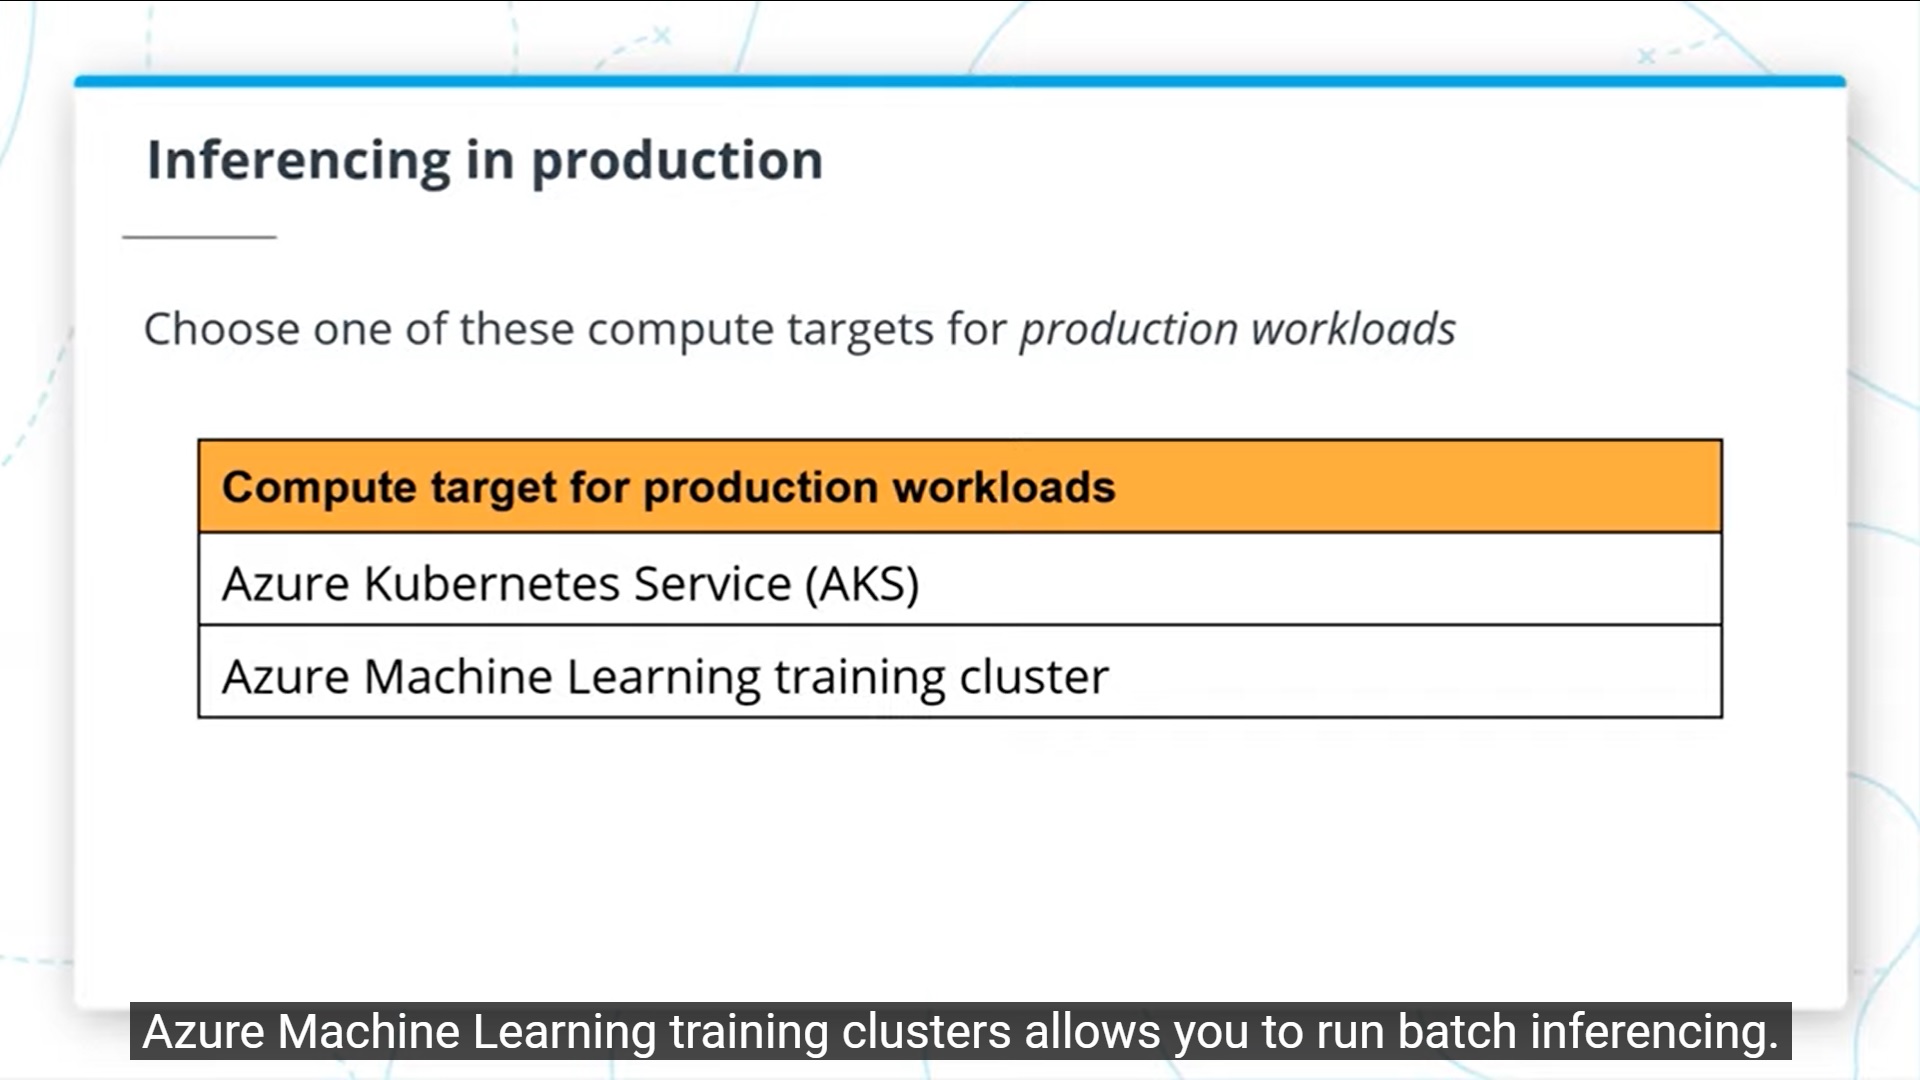 Inferencing in production
Choose one of these compute targets for production workloads
Compute target for production workloads
Azure Kubernetes Service (AKS)
Azure Machine Learning training cluster
Azure Machine Learning training clusters allows you to run batch inferencing.